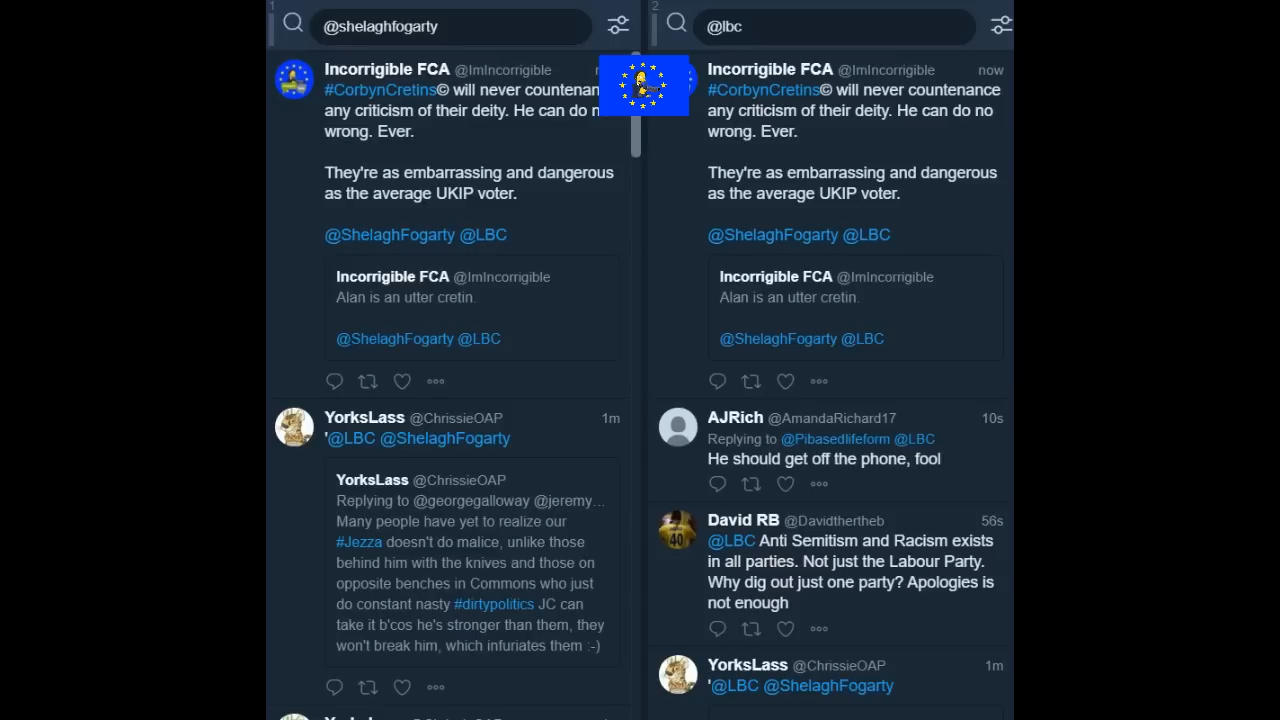 1
@shelaghfogarty
Incorrigible FCA @ImIncorrigible
#CorbynCretins© will never countenan
any criticism of their deity. He can do n
wrong. Ever.
They're as embarrassing and dangerous
as the average UKIP voter.
@ShelaghFogarty @LBC
Incorrigible FCA @ImIncorrigible
Alan is an utter cretin.
@ShelaghFogarty @LBC
YorksLass @ChrissieOAP 1m
'@LBC @ShelaghFogarty
YorksLass @ChrissieOAP
Replying to @georgegalloway @jeremy...
Many people have yet to realize our
#Jezza doesn't do malice, unlike those
behind him with the knives and those on
opposite benches in Commons who just
do constant nasty #dirtypolitics JC can
take it b'cos he's stronger than them, they
won't break him, which infuriates them :-)
2
@lbc
Incorrigible FCA @ImIncorrigible now
#CorbynCretins© will never countenance
any criticism of their deity. He can do no
wrong. Ever.
They're as embarrassing and dangerous
as the average UKIP voter.
@ShelaghFogarty @LBC
Incorrigible FCA @ImIncorrigible
Alan is an utter cretin.
@ShelaghFogarty @LBC
AJRich @AmandaRichard17 10s
Replying to @Pibasedlifeform @LBC
He should get off the phone, fool
David RB @Davidthertheb 56s
@LBC Anti Semitism and Racism exists
in all parties. Not just the Labour Party.
Why dig out just one party? Apologies is
not enough
YorksLass @ChrissieOAP 1m
'@LBC @ShelaghFogarty